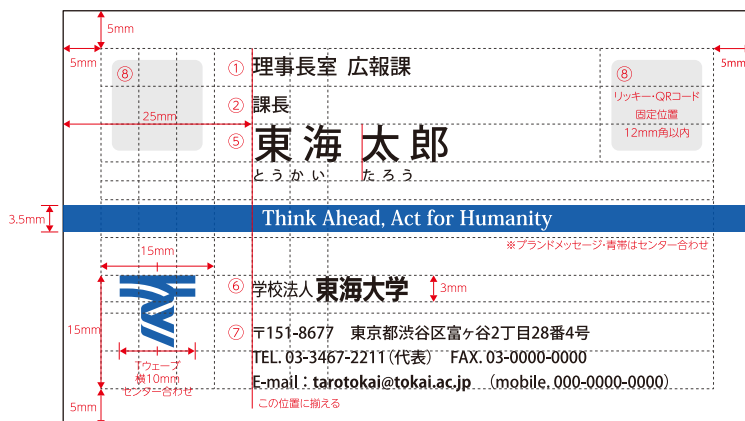 5mm
5mm
5mm
⑧
① 理事長室 広報課
⑧
リッキー・QRコード
固定位置
12mm角以内
② 課長
25mm
⑤ 東海 太郎
とうかい たろう
3.5mm
Think Ahead, Act for Humanity
※ブランドメッセージ・青帯はセンター合わせ
15mm
⑥ 学校法人 東海大学
3mm
15mm
⑦ 〒151-8677 東京都渋谷区富ヶ谷2丁目28番4号
TEL. 03-3467-2211(代表) FAX. 03-0000-0000
E-mail : tarotokai@tokai.ac.jp (mobile. 000-0000-0000)
Tウェーブ
横10mm
センター合わせ
この位置に揃える
5mm